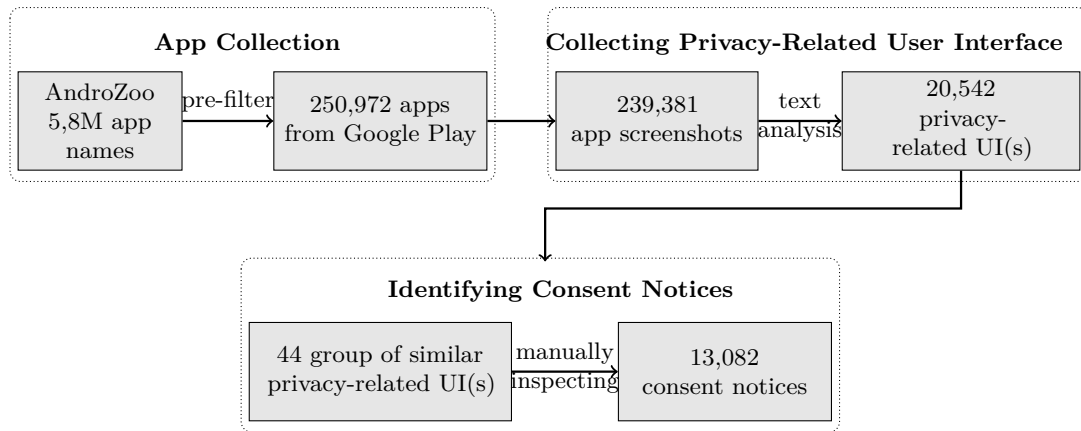 App Collection
AndroZoo
5,8M app
names
pre-filter
250,972 apps
from Google Play
Collecting Privacy-Related User Interface
239,381
app screenshots
text
analysis
20,542
privacy-
related UI(s)
Identifying Consent Notices
44 group of similar
privacy-related UI(s)
manually
inspecting
13,082
consent notices